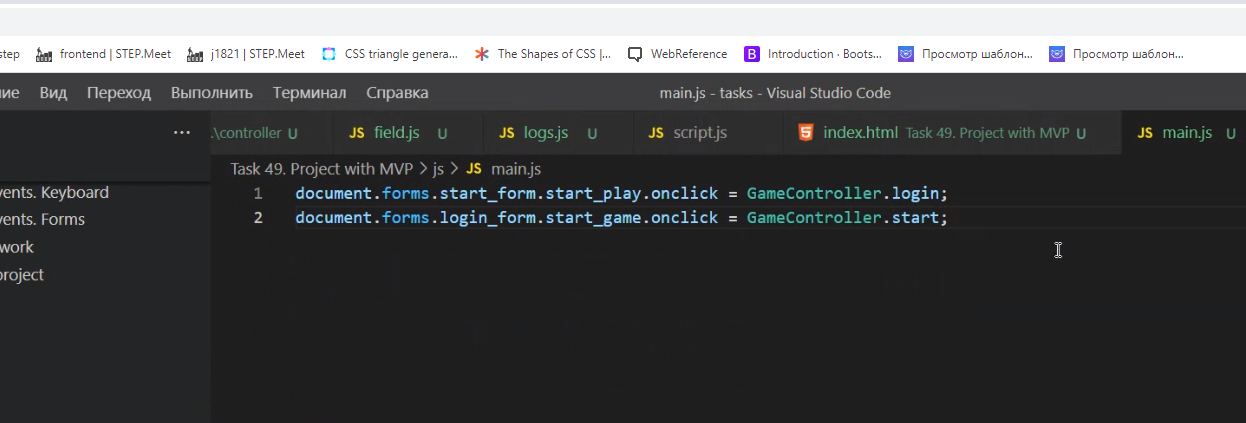 step frontend | STEP.Meet j1821 | STEP.Meet CSS triangle genera... The Shapes of CSS |... WebReference B Introduction · Boots... Просмотр шаблон... Просмотр шаблон...
ние Вид Переход Выполнить Терминал Справка main.js - tasks - Visual Studio Code
... .\controller U JS field.js U JS logs.js U JS script.js index.html Task 49. Project with MVP U JS main.js U
Task 49. Project with MVP > js > JS main.js
vents. Keyboard
1 document.forms.start_form.start_play.onclick = GameController.login;
vents. Forms
2 document.forms.login_form.start_game.onclick = GameController.start;
work
project